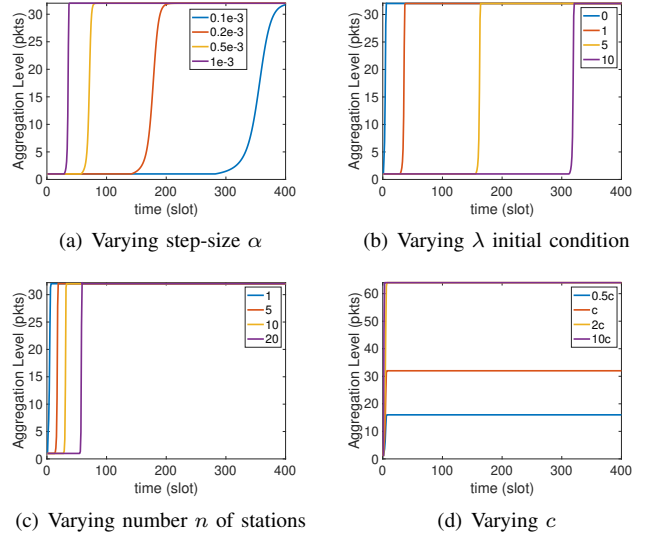 Aggregation Level (pkts)
30
25
20
15
10
5
0
0.1e-3
0.2e-3
0.5e-3
1e-3
0 100 200 300 400
time (slot)
(a) Varying step-size α
Aggregation Level (pkts)
30
25
20
15
10
5
0
0
1
5
10
0 100 200 300 400
time (slot)
(b) Varying λ initial condition
Aggregation Level (pkts)
30
25
20
15
10
5
0
1
5
10
20
0 100 200 300 400
time (slot)
(c) Varying number n of stations
Aggregation Level (pkts)
60
50
40
30
20
10
0
0.5c
c
2c
10c
0 100 200 300 400
time (slot)
(d) Varying c